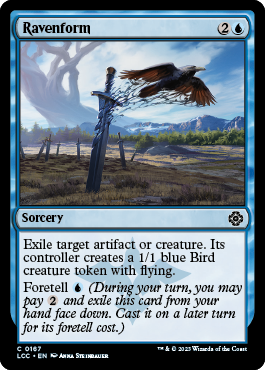 Ravenform 2
Sorcery
Exile target artifact or creature. Its
controller creates a 1/1 blue Bird
creature token with flying.
Foretell (During your turn, you may
pay 2 and exile this card from your
hand face down. Cast it on a later turn
for its foretell cost.)
C 0167
LCC • EN Anna Steinbauer
™ & © 2023 Wizards of the Coast